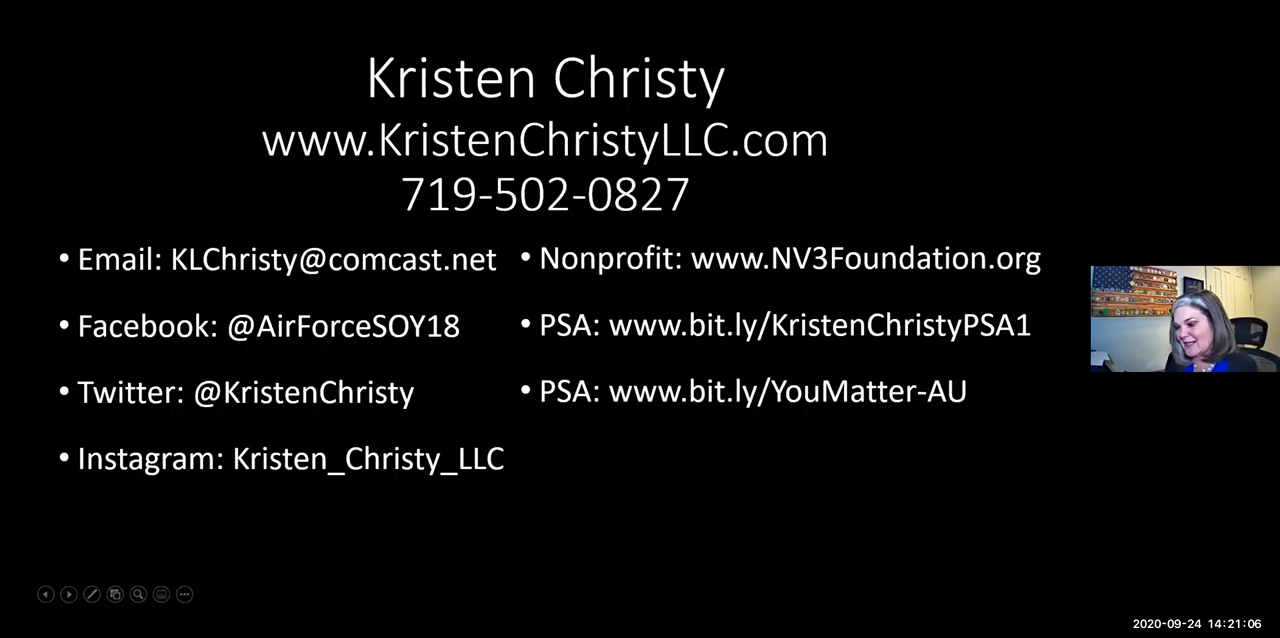 Kristen Christy
www.KristenChristyLLC.com
719-502-0827
• Email: KLChristy@comcast.net
• Facebook: @AirForceSOY18
• Twitter: @KristenChristy
• Instagram: Kristen_Christy_LLC
• Nonprofit: www.NV3Foundation.org
• PSA: www.bit.ly/KristenChristyPSA1
• PSA: www.bit.ly/YouMatter-AU
2020-09-24 14:21:06